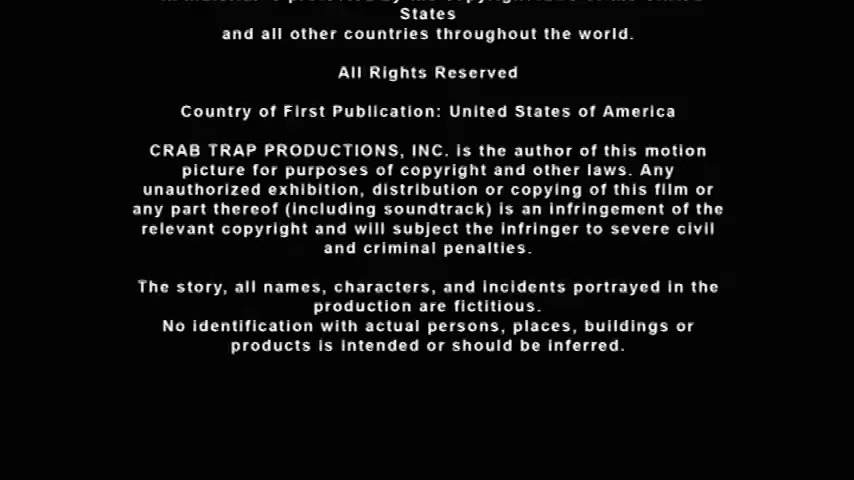 States
and all other countries throughout the world.
All Rights Reserved
Country of First Publication: United States of America
CRAB TRAP PRODUCTIONS, INC. is the author of this motion
picture for purposes of copyright and other laws. Any
unauthorized exhibition, distribution or copying of this film or
any part thereof (including soundtrack) is an infringement of the
relevant copyright and will subject the infringer to severe civil
and criminal penalties.
The story, all names, characters, and incidents portrayed in the
production are fictitious.
No identification with actual persons, places, buildings or
products is intended or should be inferred.